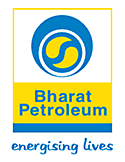 Bharat
Petroleum
energising lives